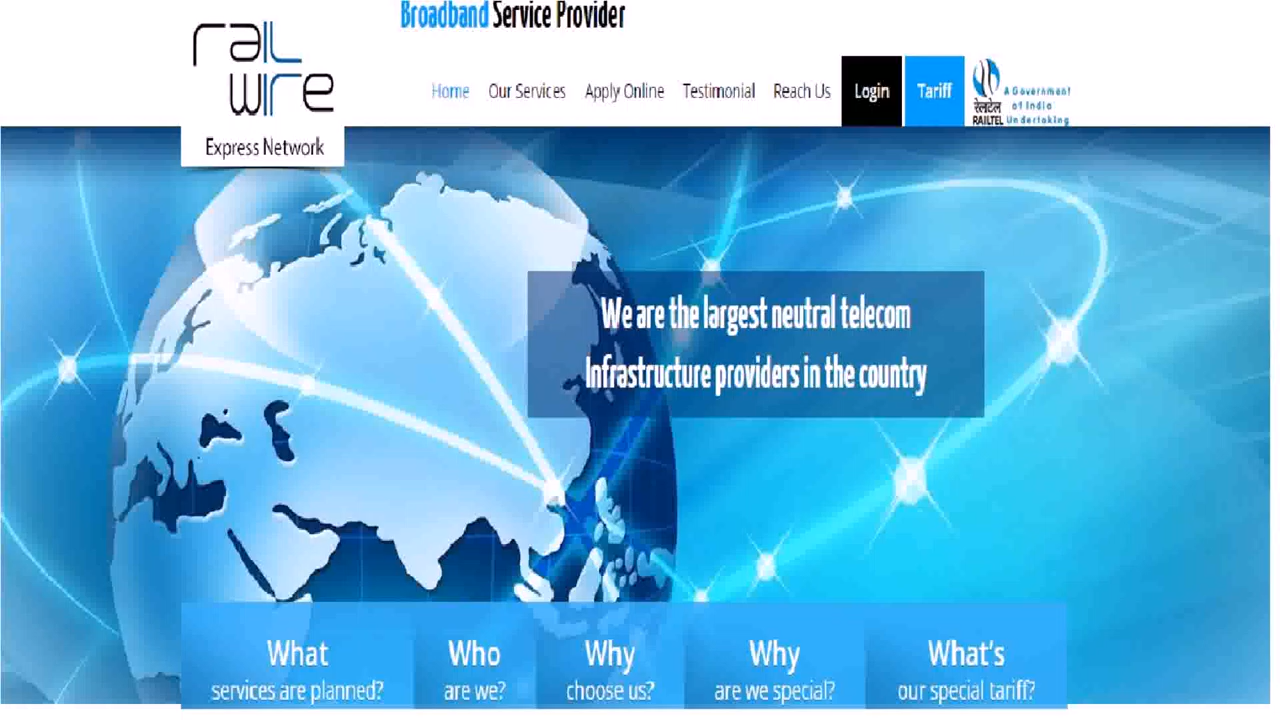 Broadband Service Provider
rail
wire
Express Network
Home Our Services Apply Online Testimonial Reach Us Login Tariff
रेलटेल
RAILTEL
A Government
of India
Undertaking
We are the largest neutral telecom
Infrastructure providers in the country
What
services are planned?
Who
are we?
Why
choose us?
Why
are we special?
What's
our special tariff?